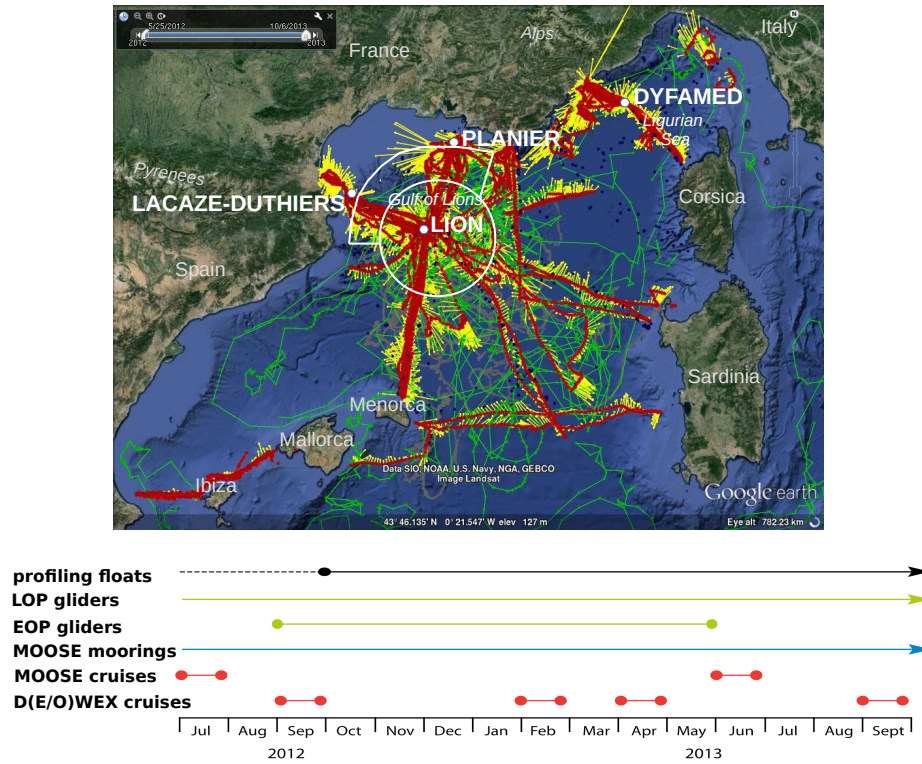 5/25/2012 10/6/2013
2012 2013
France
Alps
Italy
N
DYFAMED
Ligurian
Sea
PLANIER
Pyrenees
LACAZE-DUTHIERS
Gulf of Lions
LION
Corsica
Spain
Sardinia
Menorca
Mallorca
Ibiza
Data SIO, NOAA, U.S. Navy, NGA, GEBCO
Image Landsat
Google earth
43°46.135' N 0°21.547' W elev 127 m
Eye alt 782.23 km
profiling floats
LOP gliders
EOP gliders
MOOSE moorings
MOOSE cruises
D(E/O)WEX cruises
Jul Aug Sep Oct Nov Dec Jan Feb Mar Apr May Jun Jul Aug Sept
2012 2013